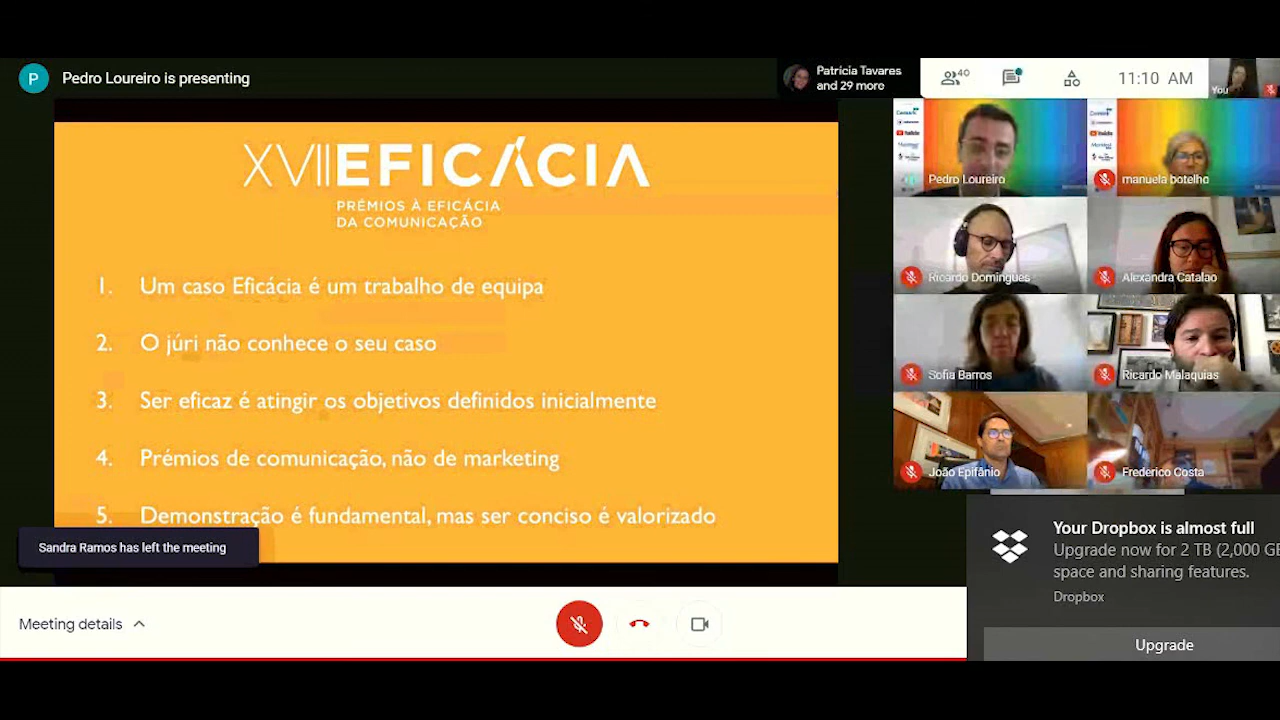 P
Pedro Loureiro is presenting
Patricia Tavares
and 29 more
40
11:10 AM
You
XVIIEFICÁCIA
PRÉMIOS À EFICÁCIA
DA COMUNICAÇÃO
1. Um caso Eficácia é um trabalho de equipa
2. O júri não conhece o seu caso
3. Ser eficaz é atingir os objetivos definidos inicialmente
4. Prémios de comunicação, não de marketing
5. Demonstração é fundamental, mas ser conciso é valorizado
Pedro Loureiro
manuela botelho
Ricardo Domingues
Alexandra Catalao
Sofia Barros
Ricardo Malaquias
João Epifânio
Frederico Costa
YouTube
YouTube
Sandra Ramos has left the meeting
Your Dropbox is almost full
Upgrade now for 2 TB (2,000 GB
space and sharing features.
Dropbox
Upgrade
Meeting details